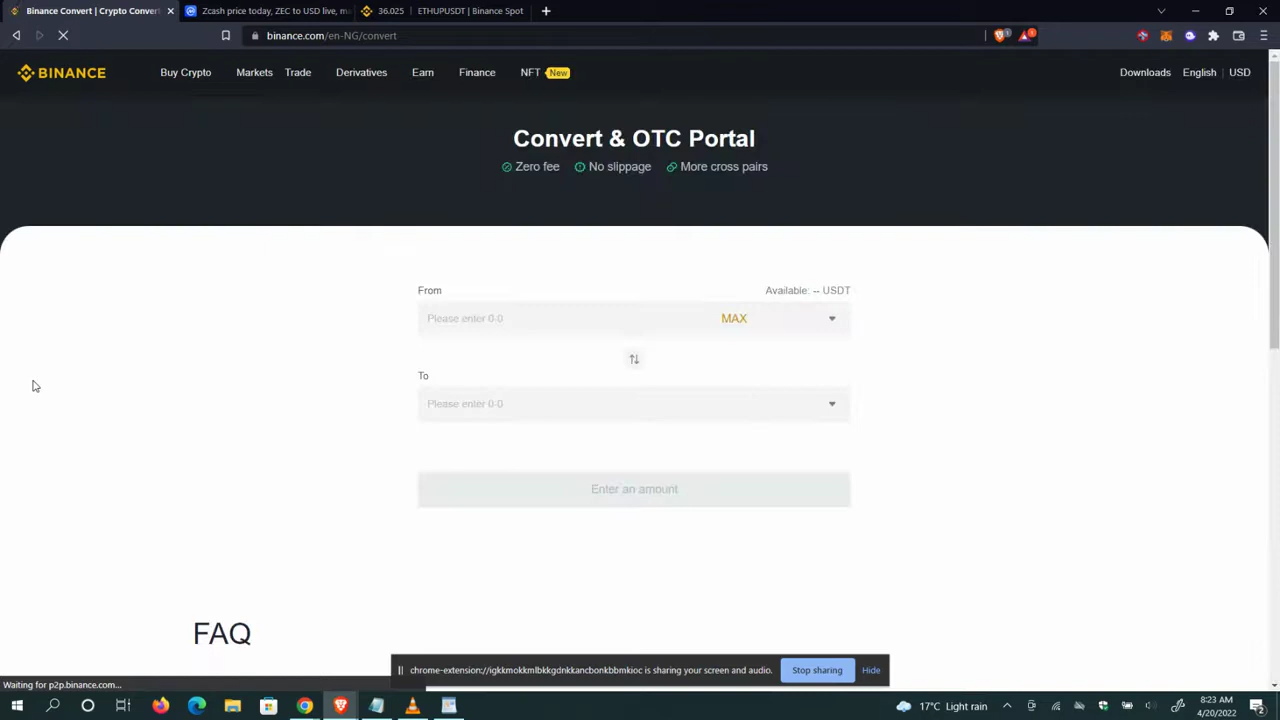 Binance Convert | Crypto Convert
Zcash price today, ZEC to USD live, ma
36.025 | ETHUPUSDT | Binance Spot
binance.com/en-NG/convert
BINANCE
Buy Crypto
Markets
Trade
Derivatives
Earn
Finance
NFT New
Downloads
English | USD
Convert & OTC Portal
Zero fee
No slippage
More cross pairs
From
Available: -- USDT
Please enter 0-0
MAX
To
Please enter 0-0
Enter an amount
FAQ
chrome-extension://igkkmokkmlbkkgdnkkancbonkbbmkioc is sharing your screen and audio.
Stop sharing
Hide
Waiting for p2p.binance.com...
17°C Light rain
8:23 AM
4/20/2022